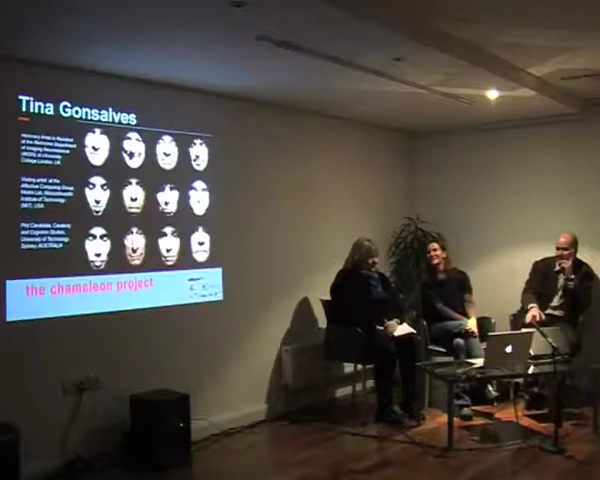 Tina Gonsalves
Honorary Artist in Resident
at the Wellcome Department
of Imaging Neuroscience
College London, UK
Visiting artist at the
Affective Computing Group
Media Lab, Massachusetts
Institute of Technology
(MIT), USA
Phd Candidate, Creativity
and Cognition Studios,
University of Technology
Sydney, AUSTRALIA
the chameleon project